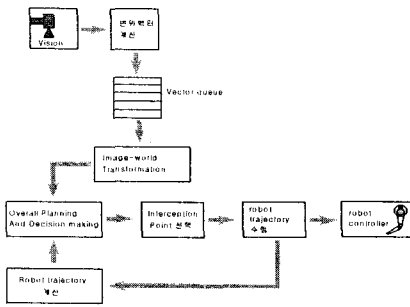 Vision
변위벡터
계산
Vector queue
Image-world
Transformation
Overall Planning
And Decision making
Interception
Point 선택
robot
trajectory
수정
robot
controller
Robot trajectory
계산